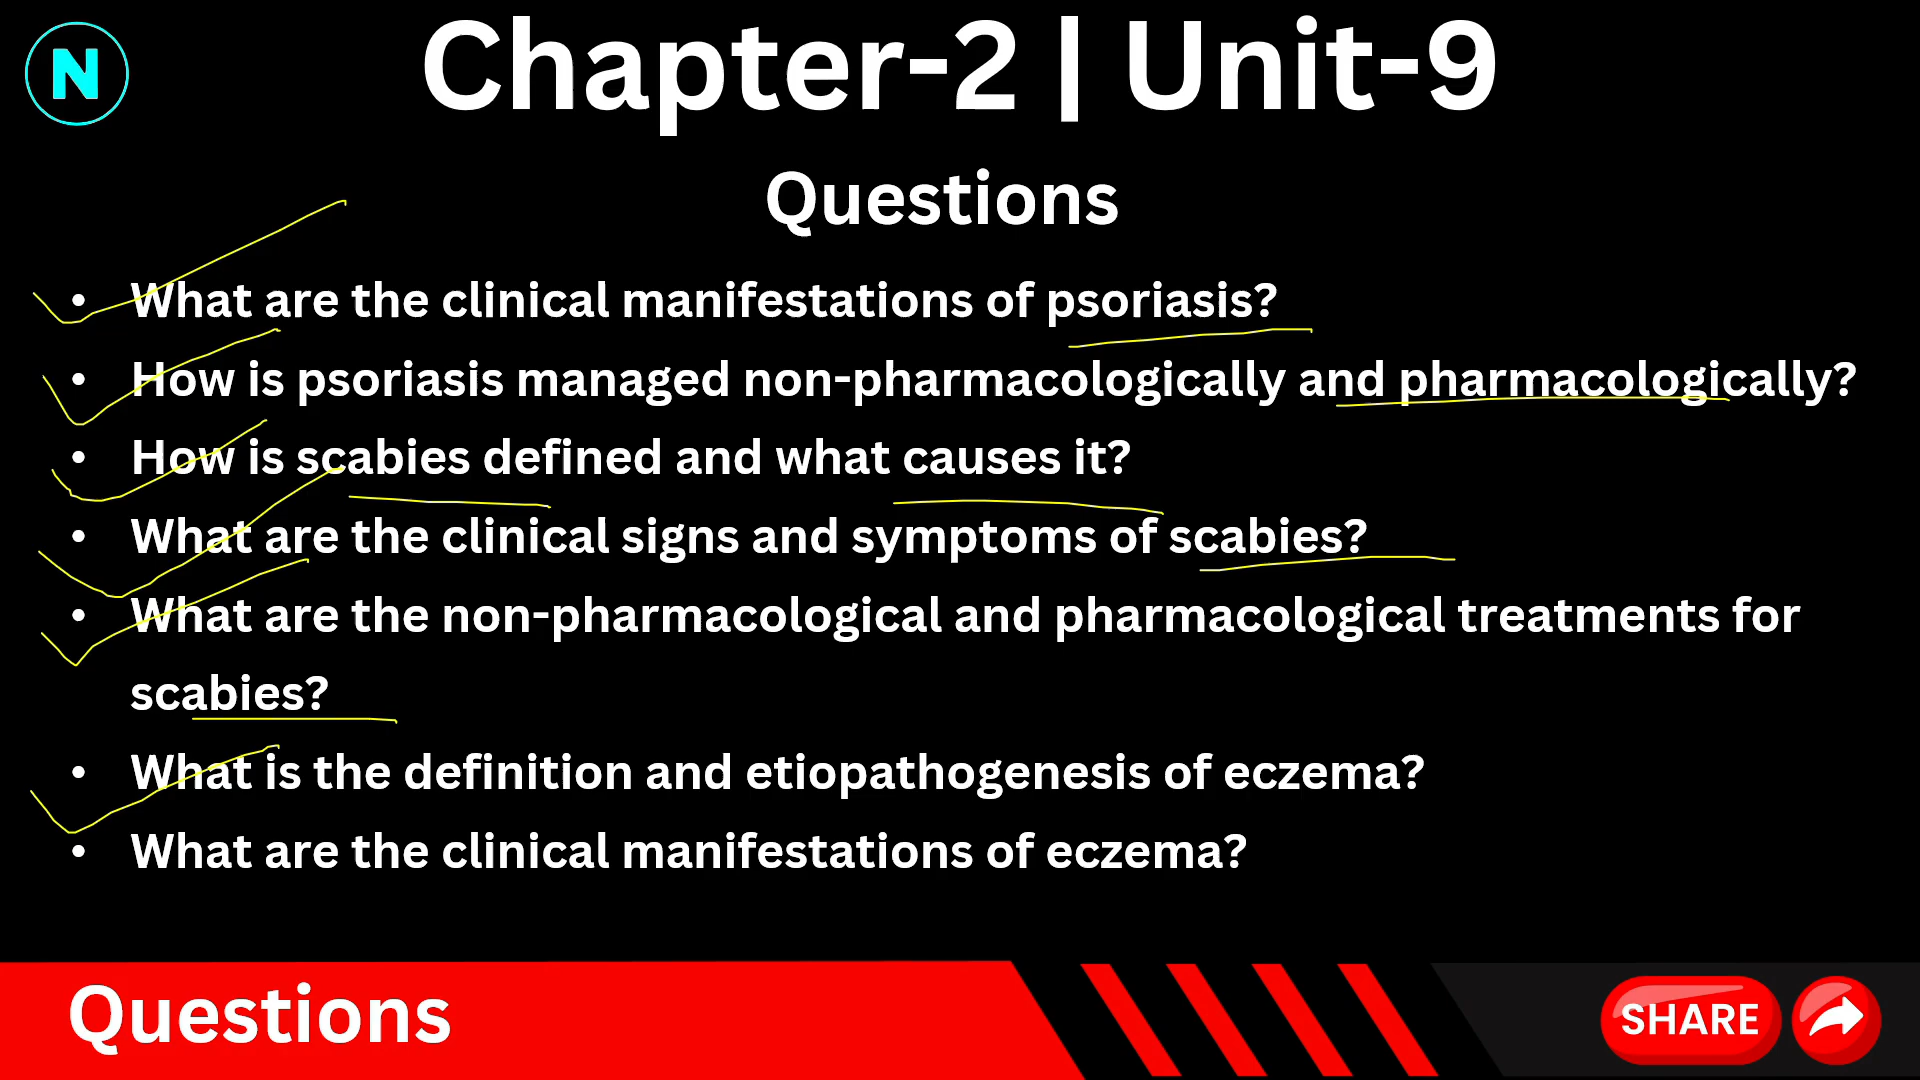 N
Chapter-2 | Unit-9
Questions
• What are the clinical manifestations of psoriasis?
• How is psoriasis managed non-pharmacologically and pharmacologically?
• How is scabies defined and what causes it?
• What are the clinical signs and symptoms of scabies?
• What are the non-pharmacological and pharmacological treatments for
scabies?
• What is the definition and etiopathogenesis of eczema?
• What are the clinical manifestations of eczema?
Questions
SHARE